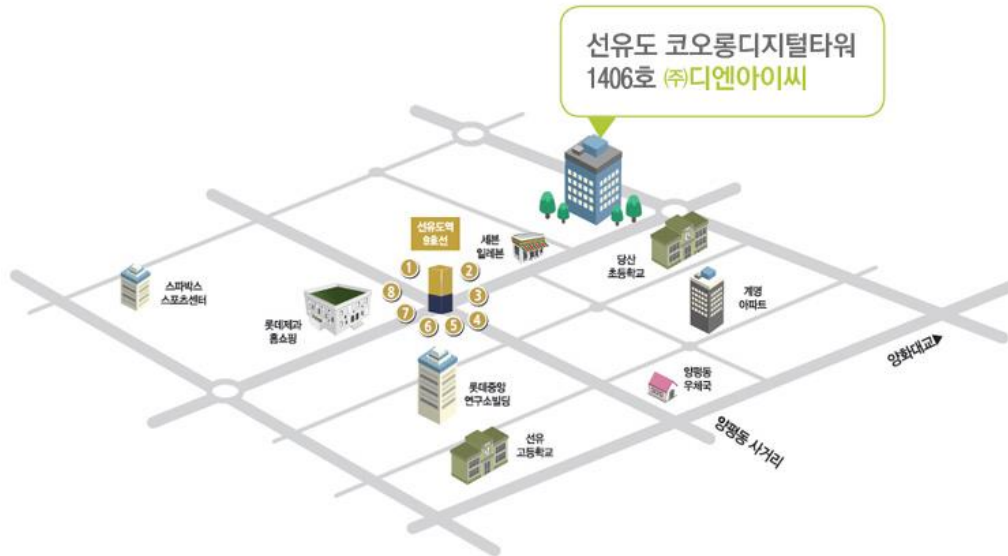 선유도 코오롱디지털타워
1406호 ㈜디엔아이씨
선유도역
9호선
세븐
일레븐
당산
초등학교
스파박스
스포츠센터
1
2
8
3
7
6
5
4
롯데제과
홈쇼핑
계명
아파트
양화대교▶
롯데중앙
연구소빌딩
양평동
우체국
양평동 사거리
선유
고등학교